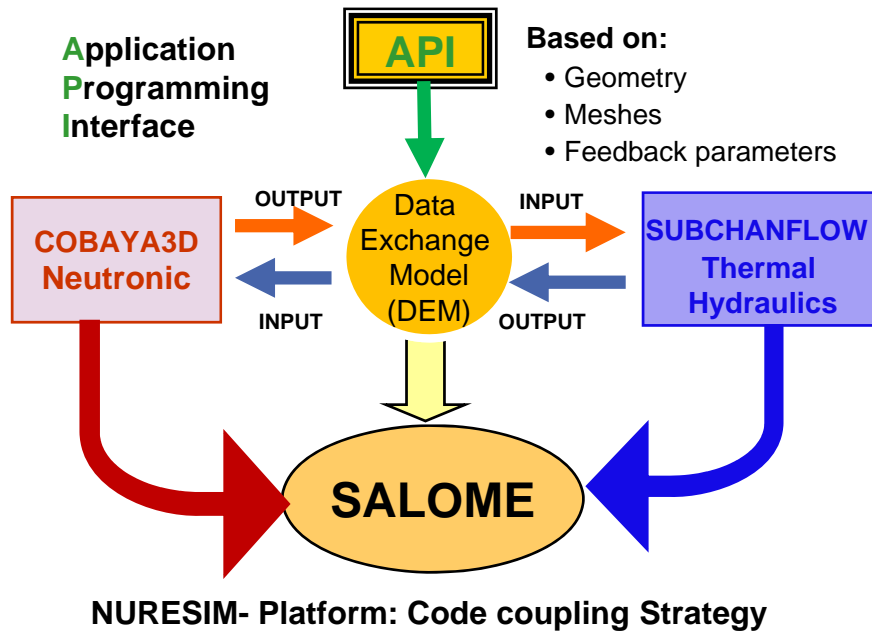 Application
Programming
Interface
API
Based on:
• Geometry
• Meshes
• Feedback parameters
OUTPUT
INPUT
COBAYA3D
Neutronic
Data
Exchange
Model
(DEM)
SUBCHANFLOW
Thermal
Hydraulics
INPUT
OUTPUT
SALOME
NURESIM- Platform: Code coupling Strategy